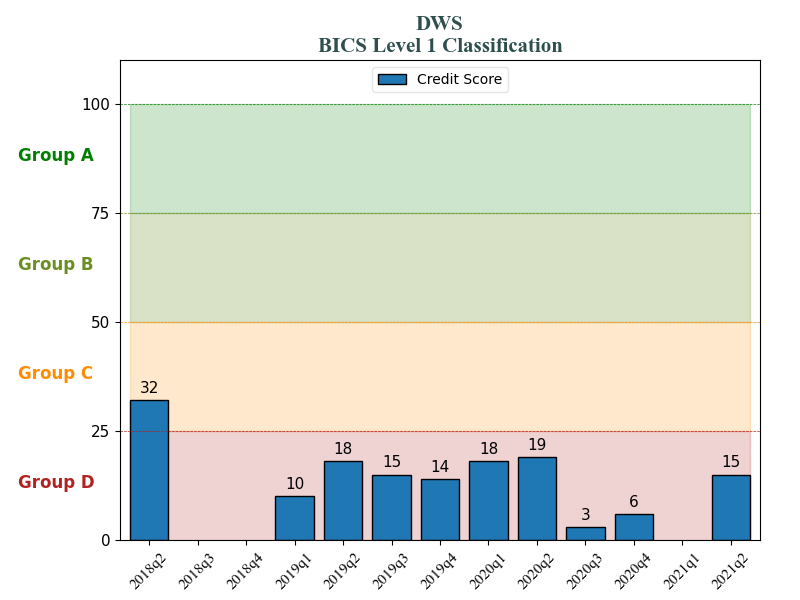 DWS
BICS Level 1 Classification
Credit Score
100
Group A
75
Group B
50
Group C
32
25
19
18
18
15
15
14
10
Group D
6
3
0
2018q2 2018q3 2018q4 2019q1 2019q2 2019q3 2019q4 2020q1 2020q2 2020q3 2020q4 2021q1 2021q2